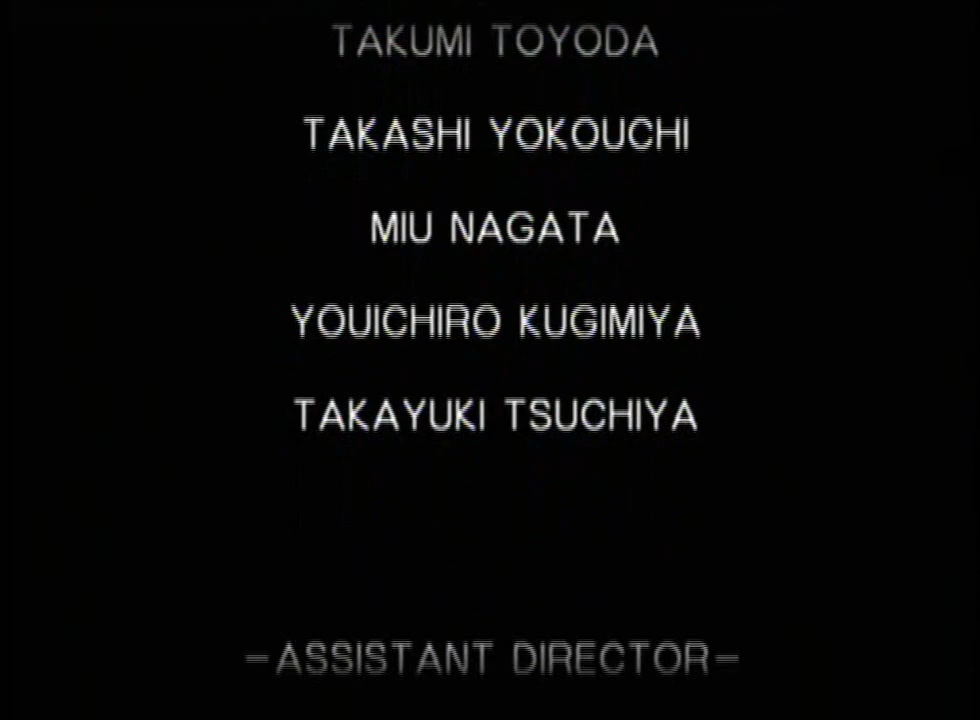 TAKUMI TOYODA
TAKASHI YOKOUCHI
MIU NAGATA
YOUICHIRO KUGIMIYA
TAKAYUKI TSUCHIYA
-ASSISTANT DIRECTOR-